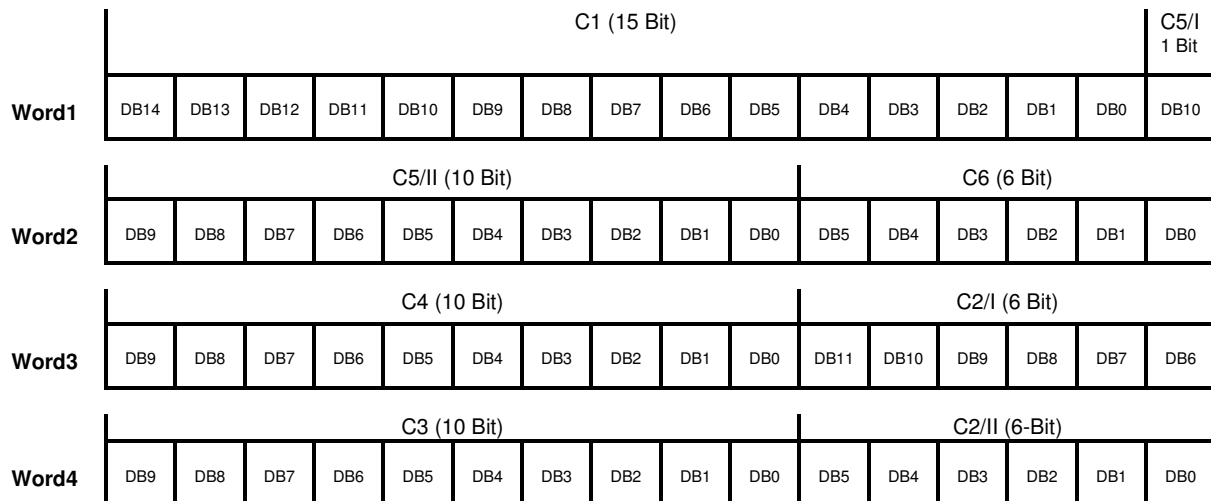 C1 (15 Bit) C5/I
1 Bit
Word1 DB14 DB13 DB12 DB11 DB10 DB9 DB8 DB7 DB6 DB5 DB4 DB3 DB2 DB1 DB0 DB10
C5/II (10 Bit) C6 (6 Bit)
Word2 DB9 DB8 DB7 DB6 DB5 DB4 DB3 DB2 DB1 DB0 DB5 DB4 DB3 DB2 DB1 DB0
C4 (10 Bit) C2/I (6 Bit)
Word3 DB9 DB8 DB7 DB6 DB5 DB4 DB3 DB2 DB1 DB0 DB11 DB10 DB9 DB8 DB7 DB6
C3 (10 Bit) C2/II (6-Bit)
Word4 DB9 DB8 DB7 DB6 DB5 DB4 DB3 DB2 DB1 DB0 DB5 DB4 DB3 DB2 DB1 DB0